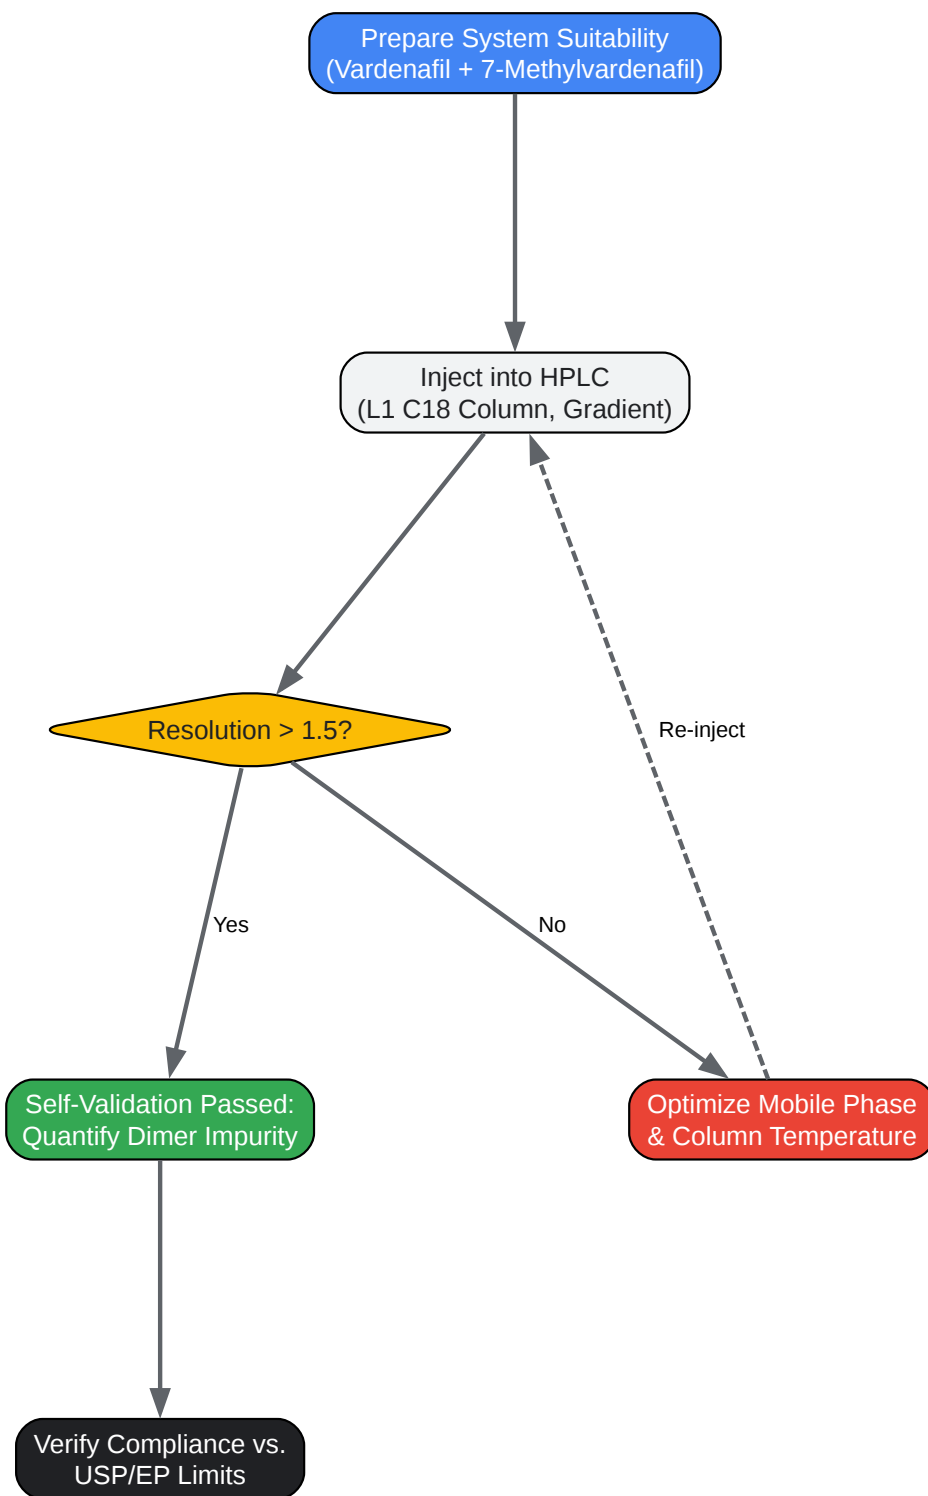 Prepare System Suitability
(Vardenafil + 7-Methylvardenafil)
Inject into HPLC
(L1 C18 Column, Gradient)
Resolution > 1.5?
Re-inject
Yes
No
Self-Validation Passed:
Quantify Dimer Impurity
Optimize Mobile Phase
& Column Temperature
Verify Compliance vs.
USP/EP Limits